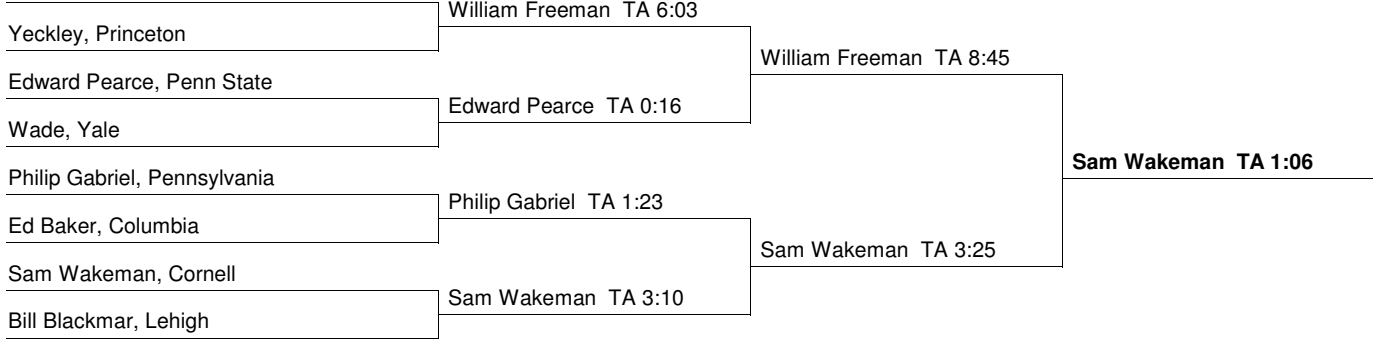 William Freeman TA 6:03
Yeckley, Princeton
William Freeman TA 8:45
Edward Pearce, Penn State
Edward Pearce TA 0:16
Wade, Yale
Sam Wakeman TA 1:06
Philip Gabriel, Pennsylvania
Philip Gabriel TA 1:23
Ed Baker, Columbia
Sam Wakeman TA 3:25
Sam Wakeman, Cornell
Sam Wakeman TA 3:10
Bill Blackmar, Lehigh